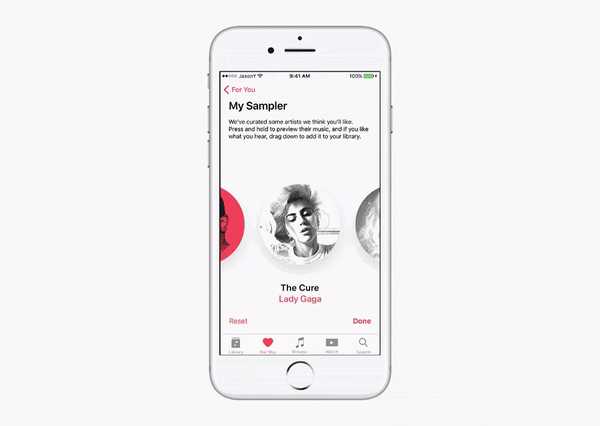 JasonY 9:41 AM 100%
For You
My Sampler
We've curated some artists we think you'll like.
Press and hold to preview their music, and if you like
what you hear, drag down to add it to your library.
The Cure
Lady Gaga
Reset Done
Library For You Browse Watch Search